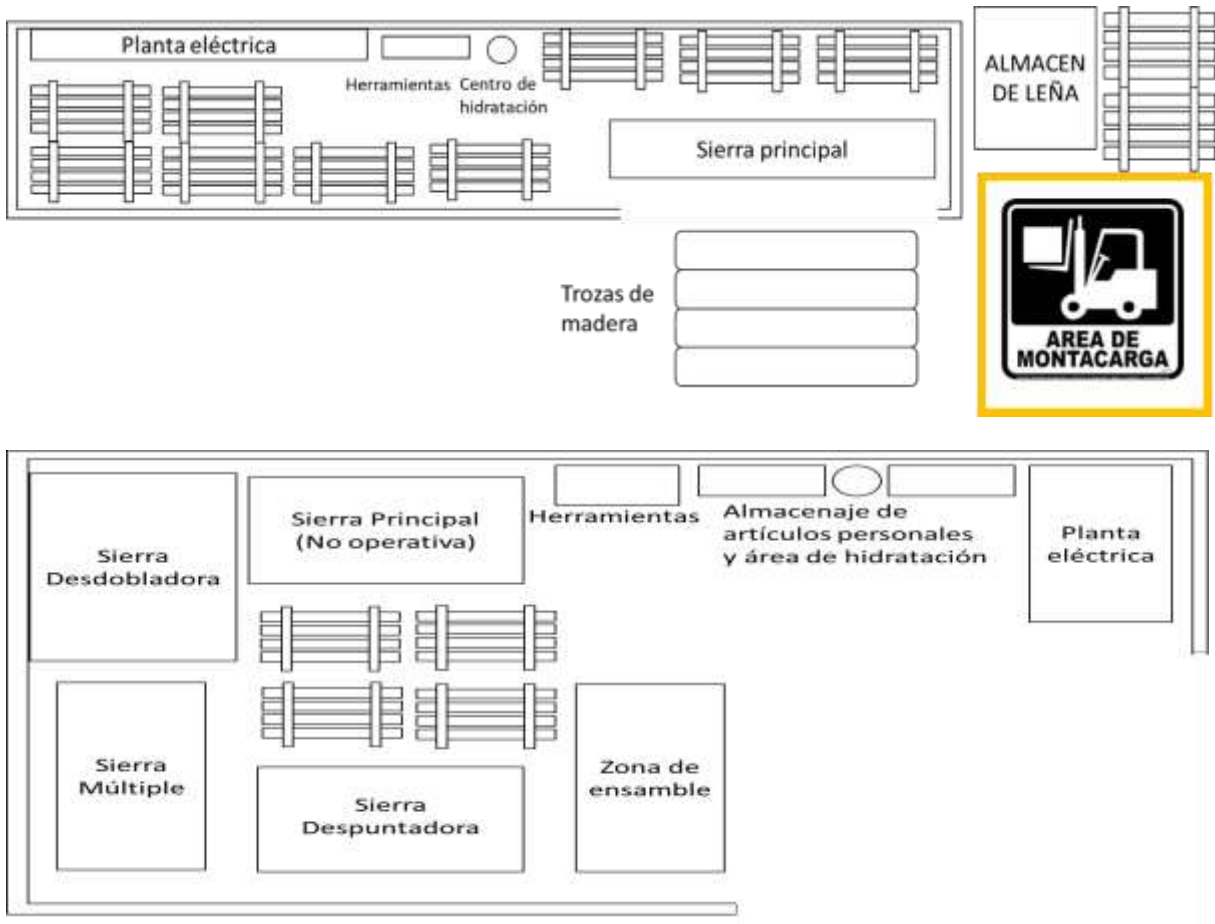 Planta eléctrica
Herramientas
Centro de
hidratación
Sierra principal
ALMACEN
DE LEÑA
Trozas de
madera
AREA DE
MONTACARGA
Sierra
Desdobladora
Sierra Principal
(No operativa)
Herramientas
Almacenaje de
artículos personales
y área de hidratación
Planta
eléctrica
Sierra
Múltiple
Sierra
Despuntadora
Zona de
ensamble